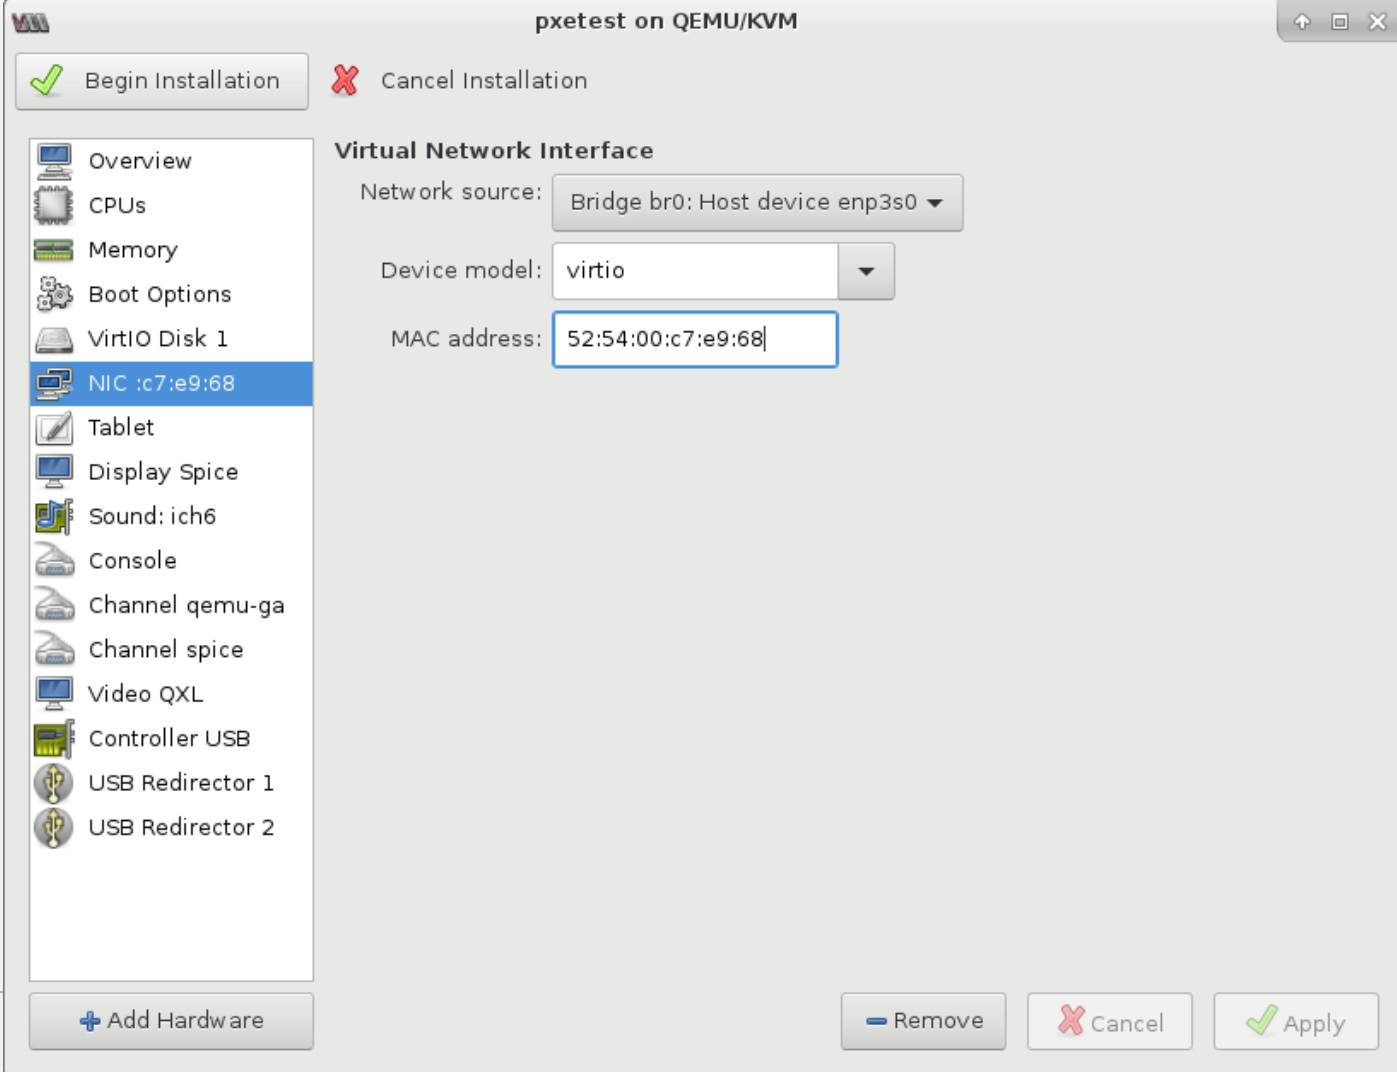 pxetest on QEMU/KVM
Begin Installation
Cancel Installation
Overview
CPUs
Memory
Boot Options
VirtIO Disk 1
NIC :c7:e9:68
Tablet
Display Spice
Sound: ich6
Console
Channel qemu-ga
Channel spice
Video QXL
Controller USB
USB Redirector 1
USB Redirector 2
Add Hardware
Virtual Network Interface
Network source: Bridge br0: Host device enp3s0
Device model: virtio
MAC address: 52:54:00:c7:e9:68
Remove
Cancel
Apply